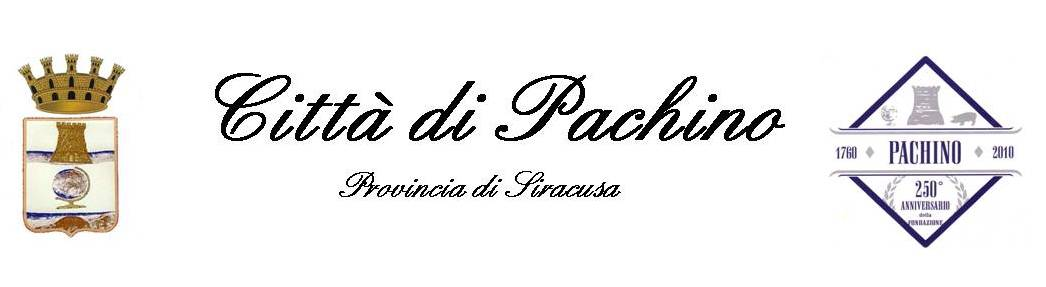 Città di Pachino
Provincia di Siracusa
1760 PACHINO 2010
250°
ANNIVERSARIO
della
FONDAZIONE